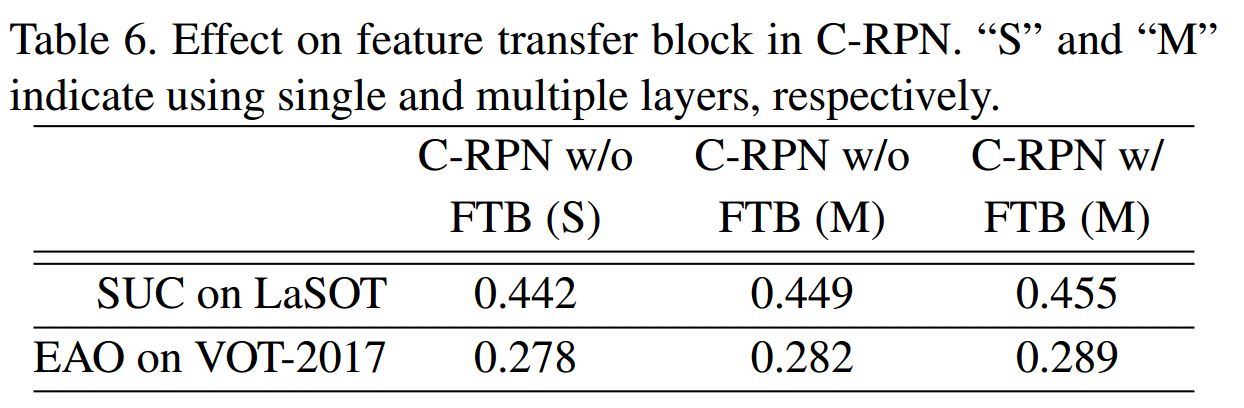 Table 6. Effect on feature transfer block in C-RPN. “S” and “M”
indicate using single and multiple layers, respectively.
C-RPN w/o C-RPN w/o C-RPN w/
FTB (S) FTB (M) FTB (M)
SUC on LaSOT 0.442 0.449 0.455
EAO on VOT-2017 0.278 0.282 0.289